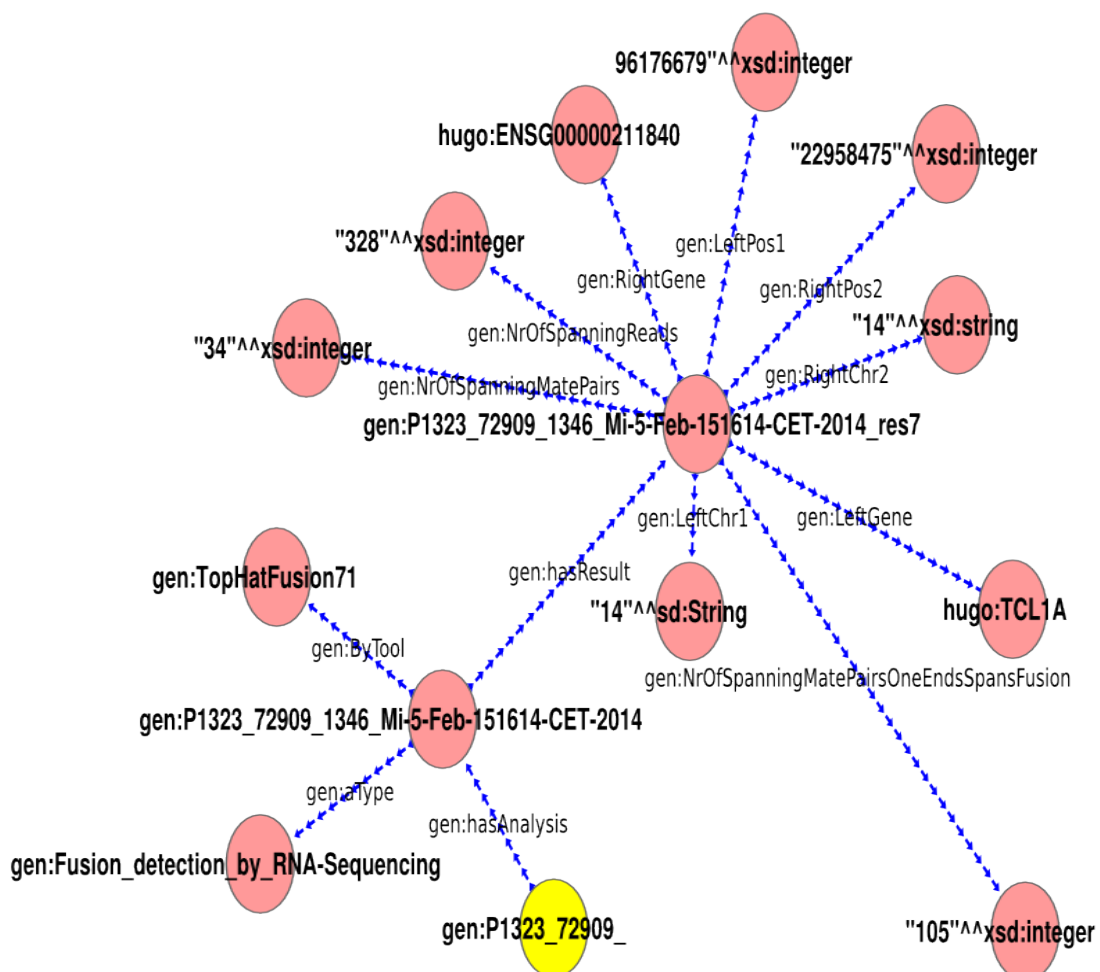 96176679"^^xsd:integer
hugo:ENSG00000211840
"22958475"^^xsd:integer
"328"^^xsd:integer
gen:LeftPos1
gen:RightGene
gen:RightPos2
"14"^^xsd:string
gen:NrOfSpanningReads
"34"^^xsd:integer
gen:RightChr2
gen:NrOfSpanningMatePairs
gen:P1323_72909_1346_Mi-5-Feb-151614-CET-2014_res7
gen:LeftChr1
gen:LeftGene
gen:hasResult
gen:TopHatFusion71
"14"^^sd:String
hugo:TCL1A
gen:ByTool
gen:NrOfSpanningMatePairsOneEndsSpansFusion
gen:P1323_72909_1346_Mi-5-Feb-151614-CET-2014
gen:aType
gen:hasAnalysis
gen:Fusion_detection_by_RNA-Sequencing
gen:P1323_72909_
"105"^^xsd:integer